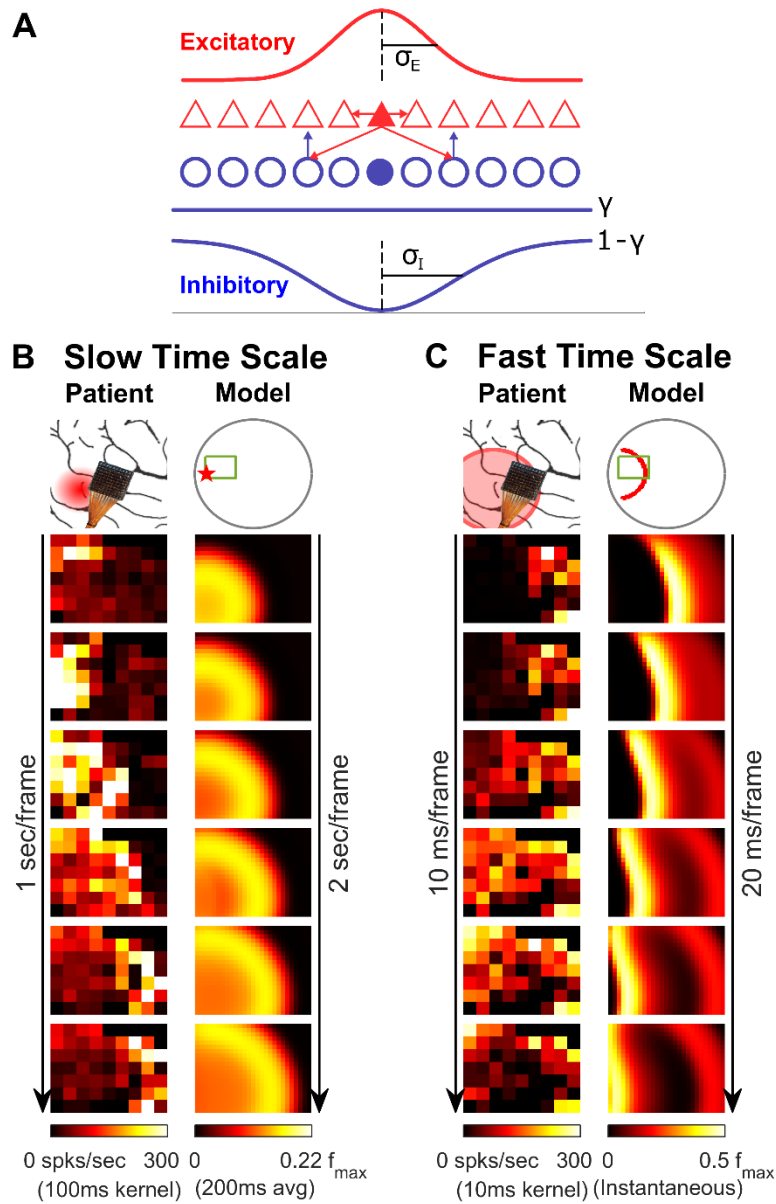 A
Excitatory
σE
γ
1-γ
σI
Inhibitory
B Slow Time Scale
Patient Model
1 sec/frame
2 sec/frame
0 spks/sec 300
(100ms kernel)
0 0.22 fmax
(200ms avg)
C Fast Time Scale
Patient Model
10 ms/frame
20 ms/frame
0 spks/sec 300
(10ms kernel)
0 0.5 fmax
(Instantaneous)